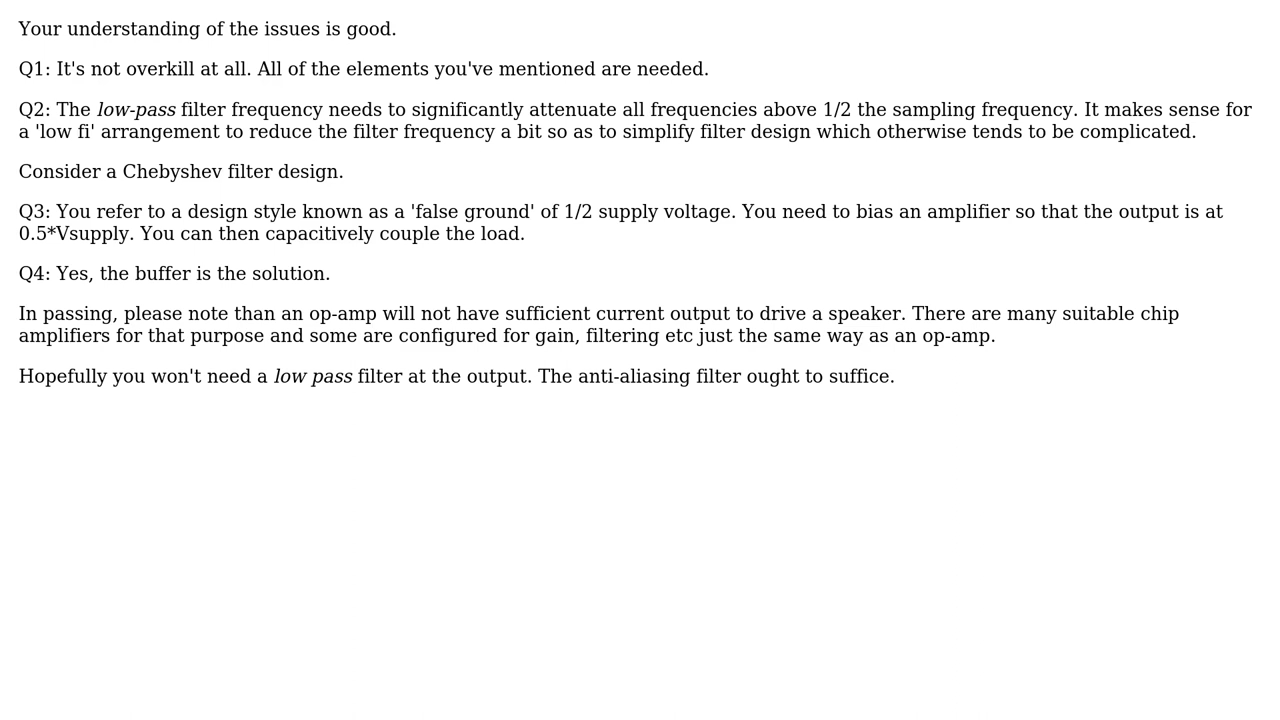 Your understanding of the issues is good.
Q1: It's not overkill at all. All of the elements you've mentioned are needed.
Q2: The low-pass filter frequency needs to significantly attenuate all frequencies above 1/2 the sampling frequency. It makes sense for
a 'low fi' arrangement to reduce the filter frequency a bit so as to simplify filter design which otherwise tends to be complicated.
Consider a Chebyshev filter design.
Q3: You refer to a design style known as a 'false ground' of 1/2 supply voltage. You need to bias an amplifier so that the output is at
0.5*Vsupply. You can then capacitively couple the load.
Q4: Yes, the buffer is the solution.
In passing, please note than an op-amp will not have sufficient current output to drive a speaker. There are many suitable chip
amplifiers for that purpose and some are configured for gain, filtering etc just the same way as an op-amp.
Hopefully you won't need a low pass filter at the output. The anti-aliasing filter ought to suffice.